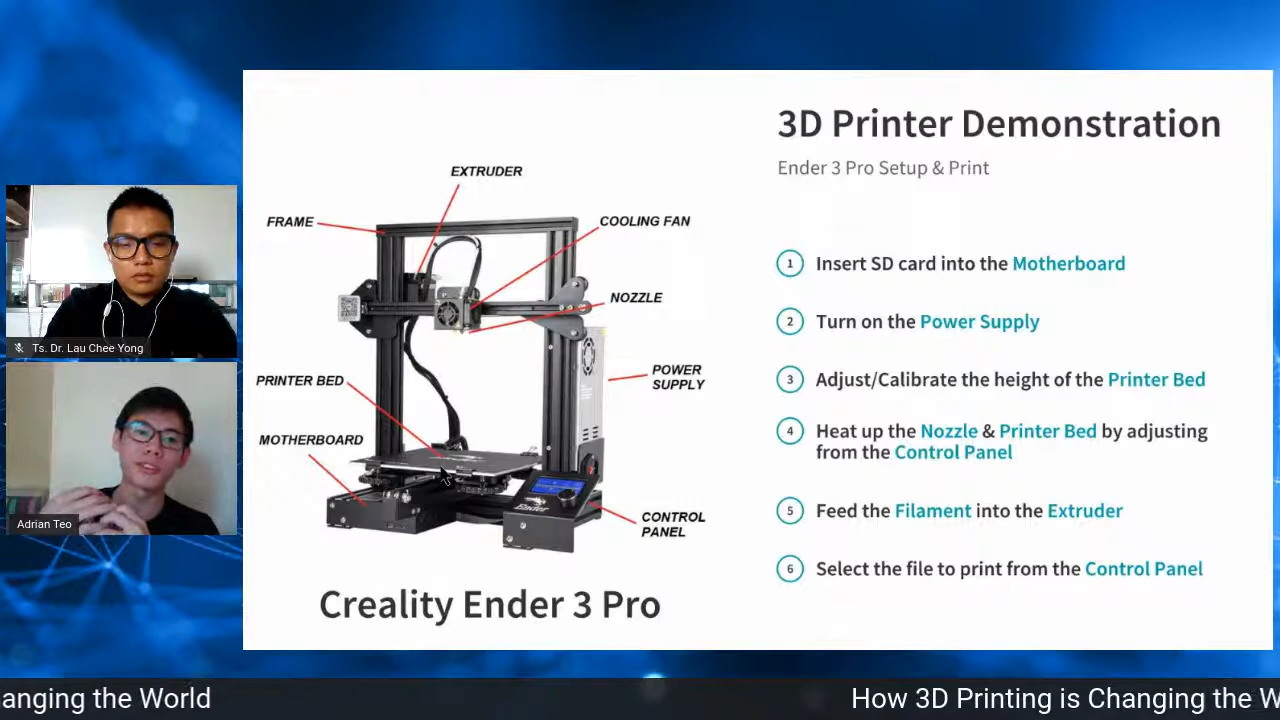 3D Printer Demonstration
Ender 3 Pro Setup & Print
EXTRUDER
FRAME
COOLING FAN
NOZZLE
PRINTER BED
POWER
SUPPLY
MOTHERBOARD
CONTROL
PANEL
Ender
Creality Ender 3 Pro
1 Insert SD card into the Motherboard
2 Turn on the Power Supply
3 Adjust/Calibrate the height of the Printer Bed
4 Heat up the Nozzle & Printer Bed by adjusting
from the Control Panel
5 Feed the Filament into the Extruder
6 Select the file to print from the Control Panel
Ts. Dr. Lau Chee Yong
Adrian Teo
hanging the World
How 3D Printing is Changing the W